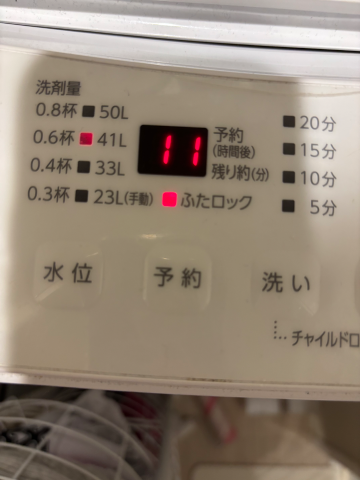 洗剤量
0.8杯 50L
0.6杯 41L
0.4杯 33L
0.3杯 23L(手動)
11
予約
(時間後)
残り約(分)
ふたロック
20分
15分
10分
5分
水位
予約
洗い
チャイルドロ